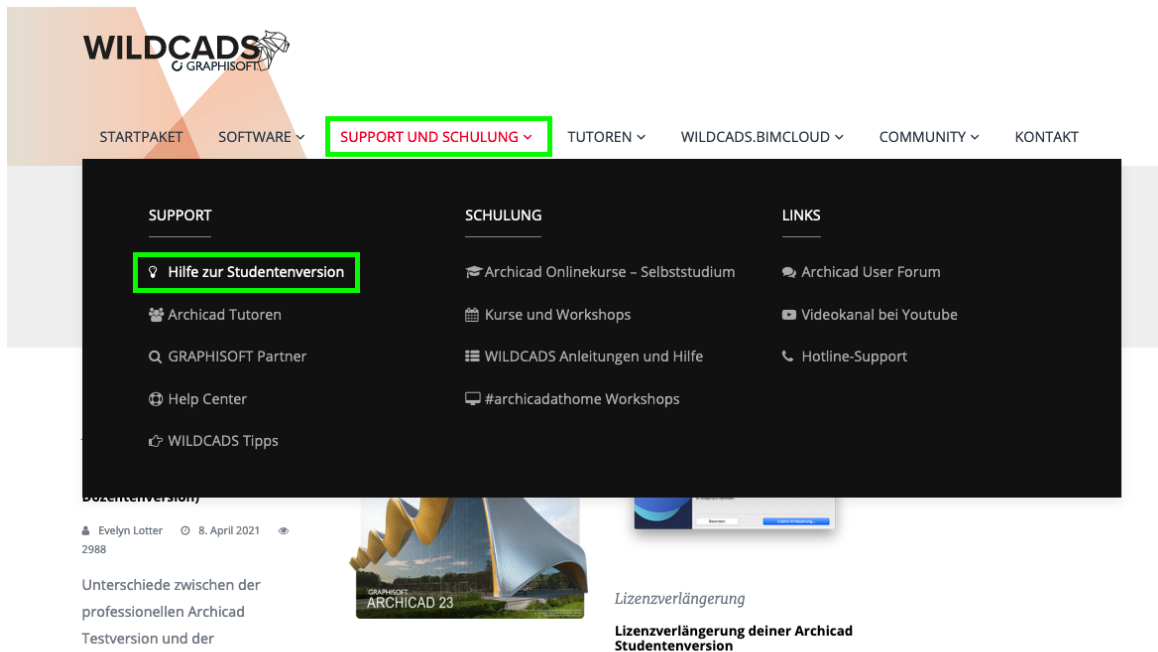 WILDCADS
GRAPHISOFT
STARTPAKET SOFTWARE SUPPORT UND SCHULUNG TUTOREN WILDCADS.BIMCLOUD COMMUNITY KONTAKT
SUPPORT
Hilfe zur Studentenversion
Archicad Tutoren
GRAPHISOFT Partner
Help Center
WILDCADS Tipps
SCHULUNG
Archicad Onlinekurse – Selbststudium
Kurse und Workshops
WILDCADS Anleitungen und Hilfe
#archicadathome Workshops
LINKS
Archicad User Forum
Videokanal bei Youtube
Hotline-Support
Dozentenversion)
Evelyn Lotter 8. April 2021
2988
Unterschiede zwischen der
professionellen Archicad
Testversion und der
GRAPHISOFT
ARCHICAD 23
Beenden
Lizenzverlängerung
Lizenzverlängerung deiner Archicad
Studentenversion